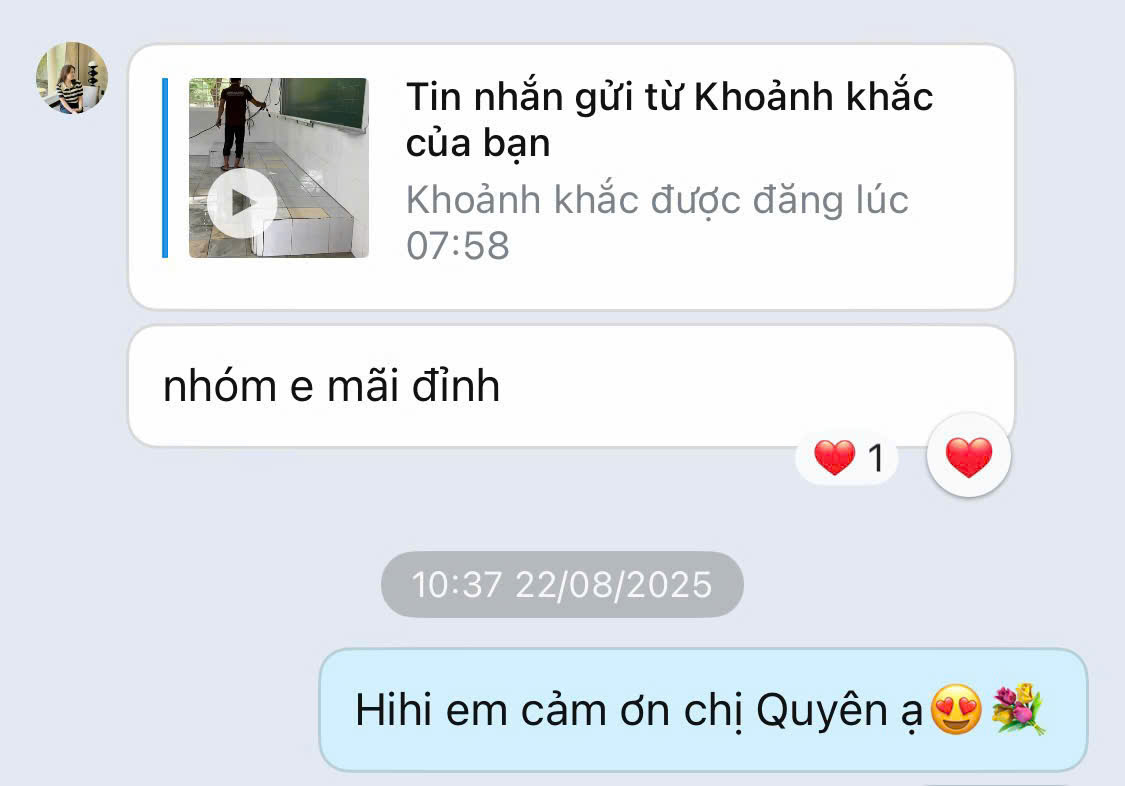 Tin nhắn gửi từ Khoảnh khắc
của bạn
Khoảnh khắc được đăng lúc
07:58
nhóm e mãi đỉnh
❤️ 1 ❤️
10:37 22/08/2025
Hihi em cảm ơn chị Quyên ạ😍💐